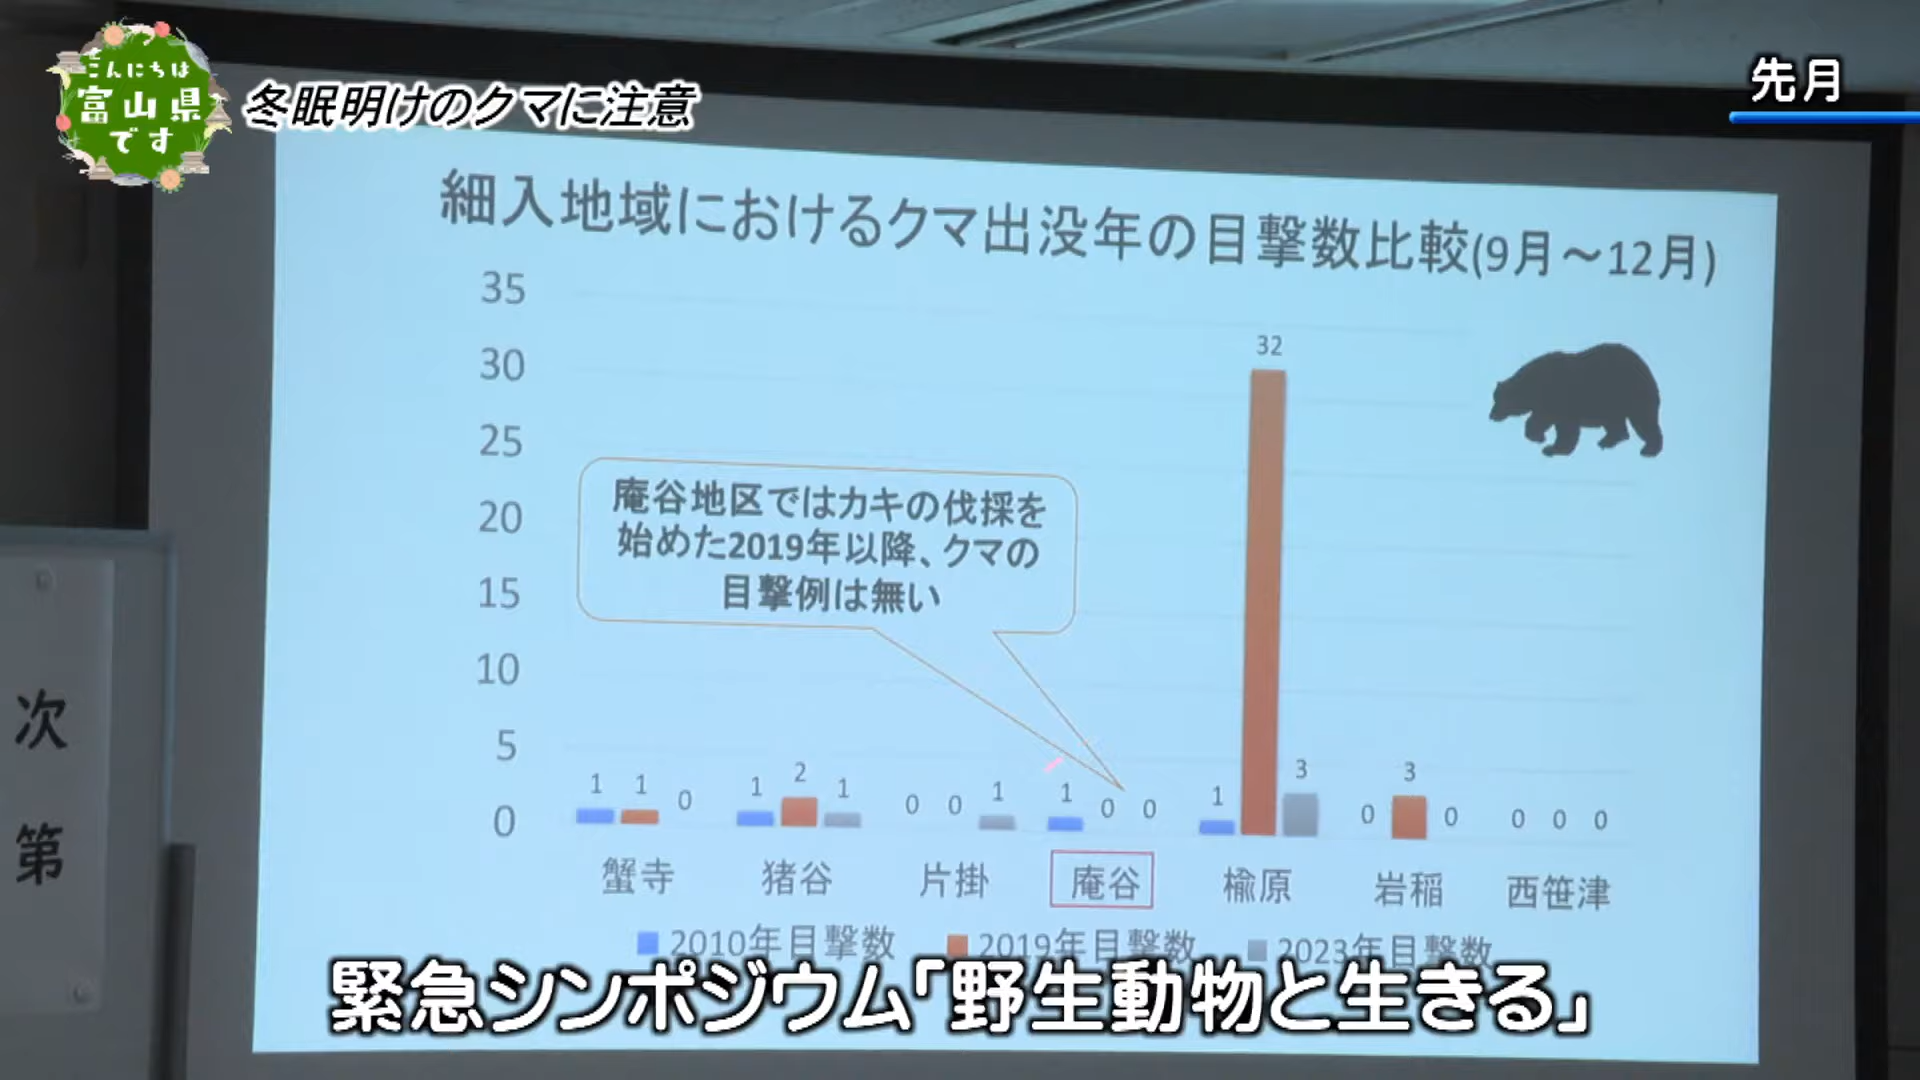 こんにちは
富山県
です
冬眠明けのクマに注意
先月
細入地域におけるクマ出没年の目撃数比較(9月～12月)
35
30
25
20
15
10
5
0
32
庵谷地区ではカキの伐採を
始めた2019年以降、クマの
目撃例は無い
1 1 0 1 2 1 0 0 1 1 0 0 1 3 0 3 0 0 0 0
蟹寺 猪谷 片掛 庵谷 楡原 岩稲 西笹津
2010年目撃数 2019年目撃数 2023年目撃数
次第
緊急シンポジウム「野生動物と生きる」